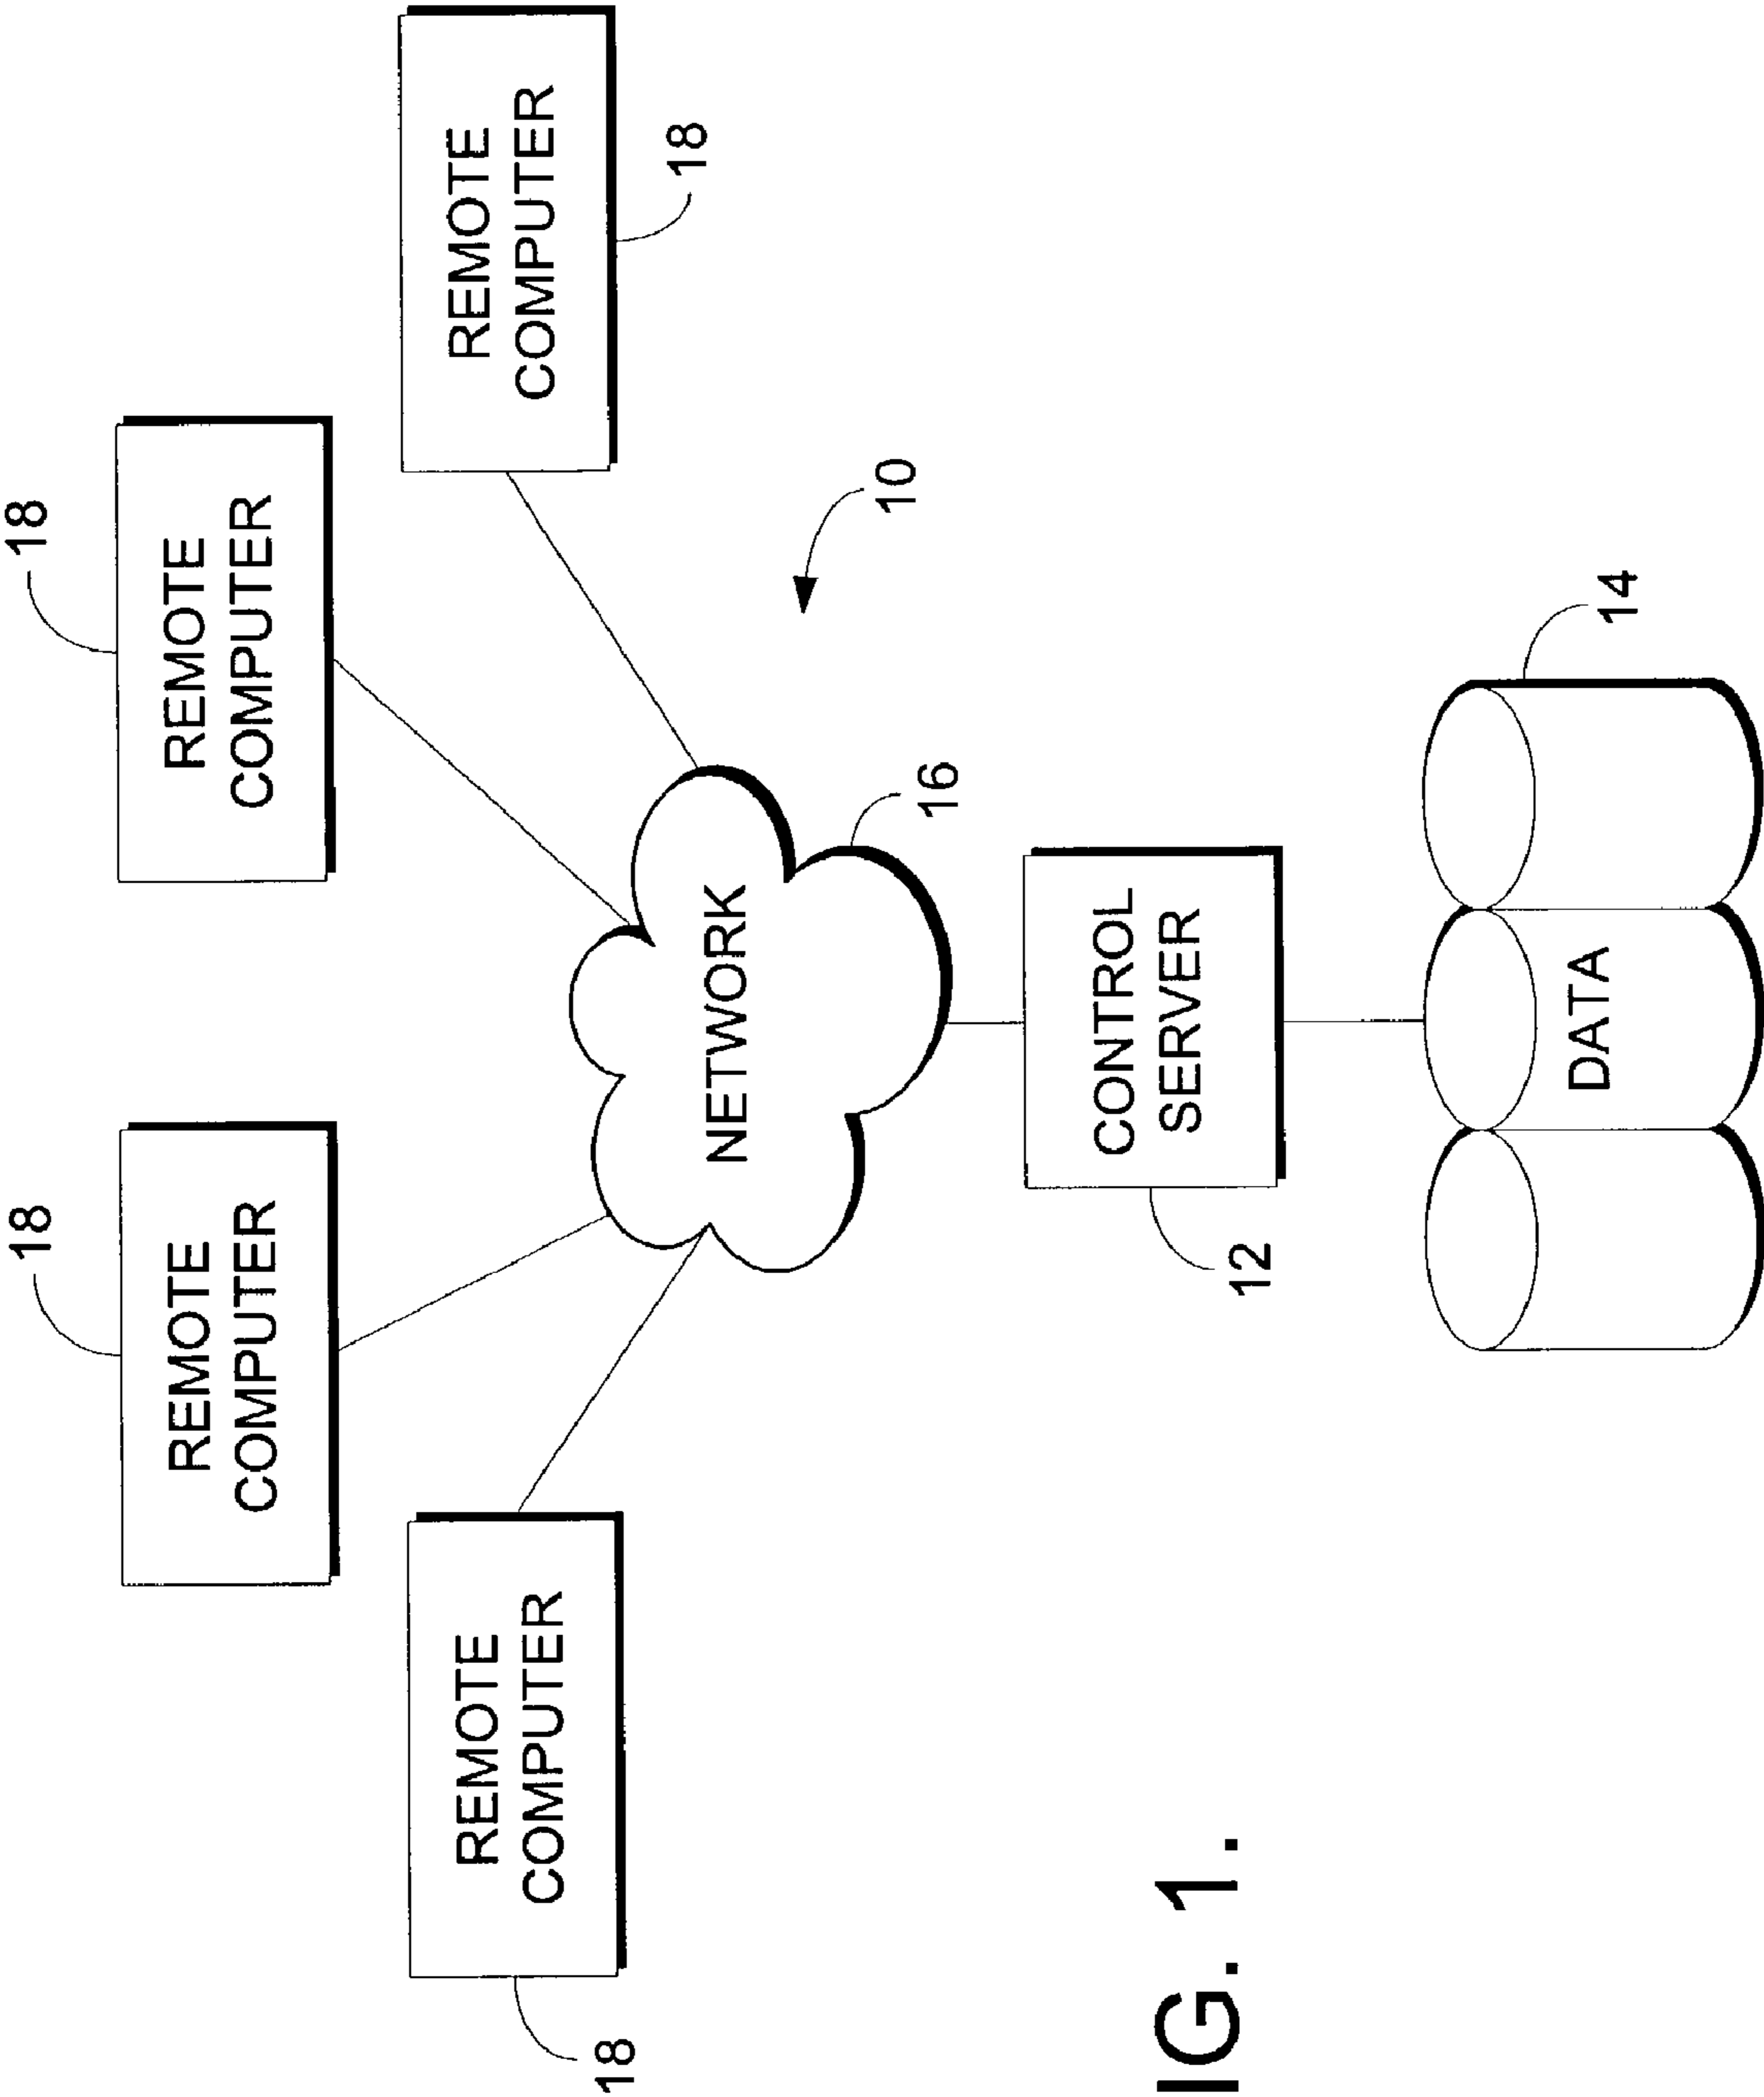 18
18
REMOTE
COMPUTER
REMOTE
COMPUTER
REMOTE
COMPUTER
18
REMOTE
COMPUTER
18
NETWORK
10
16
CONTROL
SERVER
12
DATA
14
IG. 1.